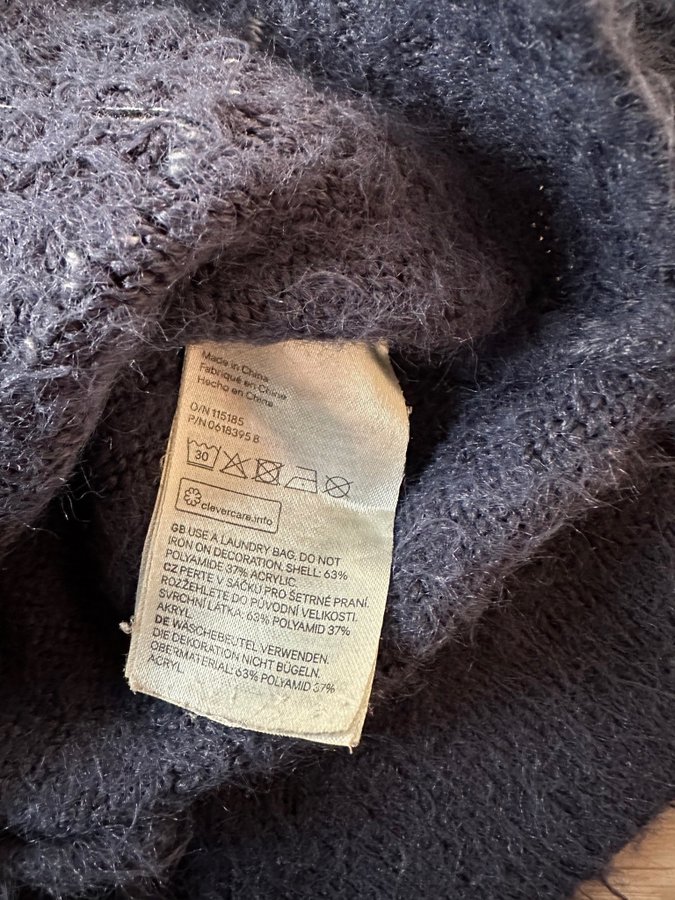 Made in China
Fabriqué en Chine
Hecho en China
O/N 115185
P/N 0618395 8
30
clevercare.info
GB USE A LAUNDRY BAG, DO NOT
IRON ON DECORATION. SHELL: 63%
POLYAMIDE 37% ACRYLIC
CZ PERTE V SÁČKU PRO ŠETRNÉ PRANÍ.
ROZŽEHLETE DO PŮVODNÍ VELIKOSTI.
SVRCHNÍ LÁTKA: 63% POLYAMID 37%
AKRYL
DE WÄSCHEBEUTEL VERWENDEN.
DIE DEKORATION NICHT BÜGELN.
OBERMATERIAL: 63% POLYAMID 37%
ACRYL